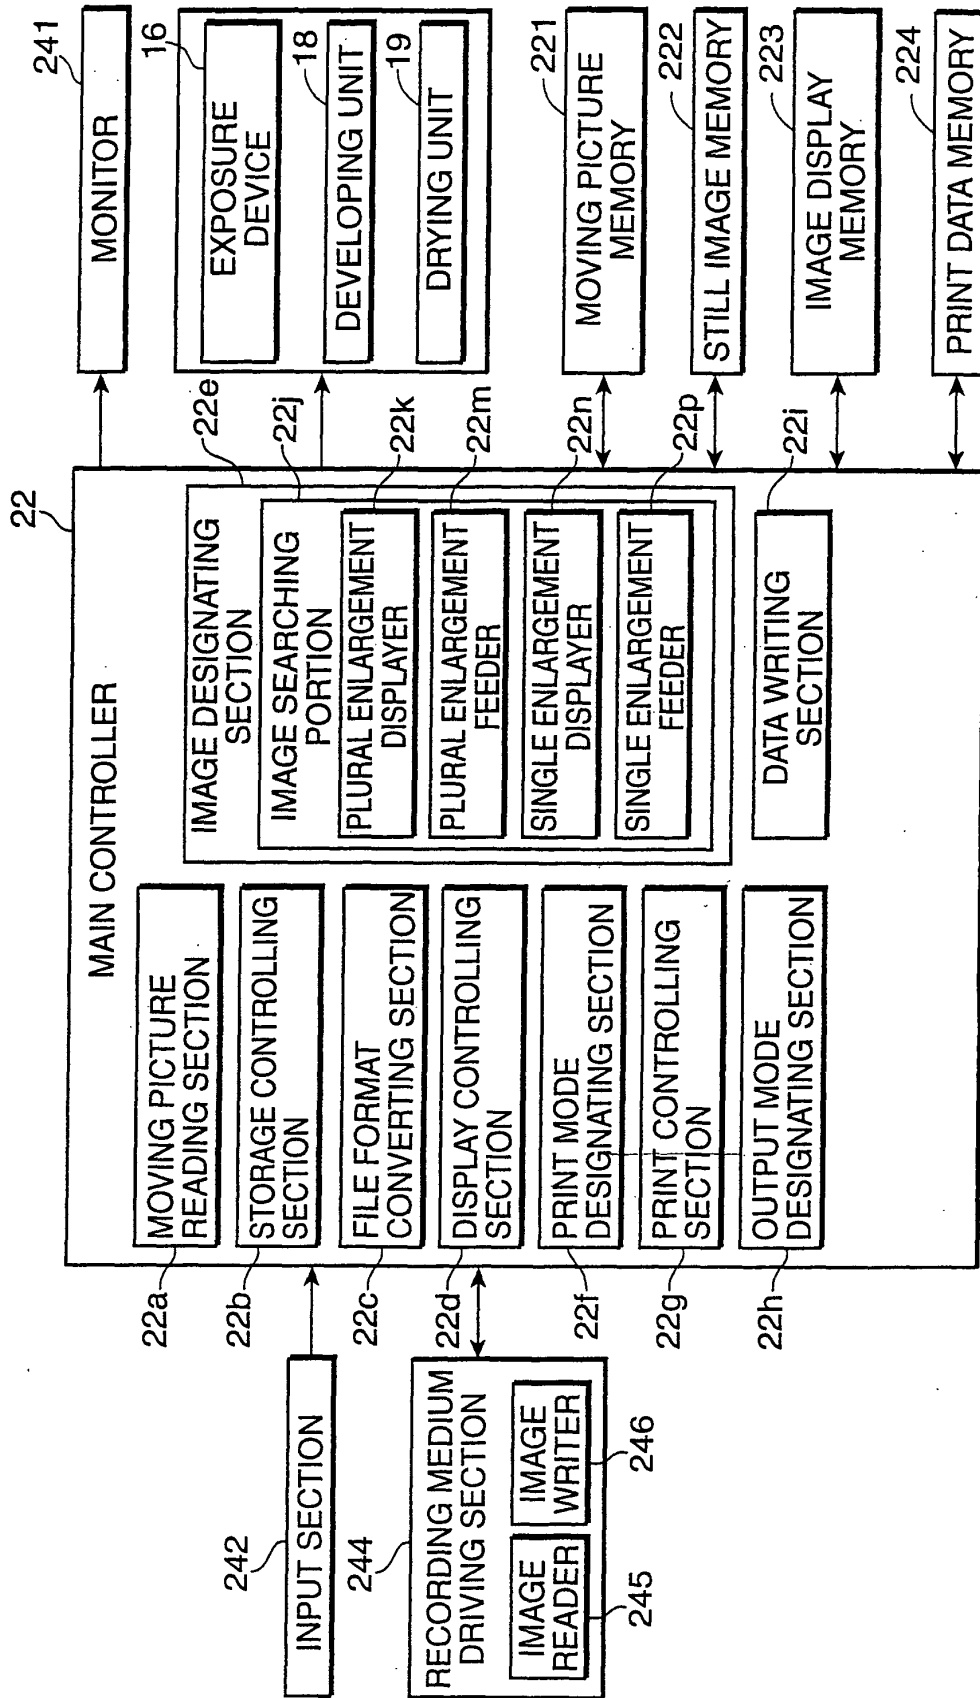 22
MAIN CONTROLLER
22a
MOVING PICTURE
READING SECTION
22b
STORAGE CONTROLLING
SECTION
22c
FILE FORMAT
CONVERTING SECTION
22d
DISPLAY CONTROLLING
SECTION
22f
PRINT MODE
DESIGNATING SECTION
22g
PRINT CONTROLLING
SECTION
22h
OUTPUT MODE
DESIGNATING SECTION
22e
IMAGE DESIGNATING
SECTION
22j
IMAGE SEARCHING
PORTION
22k
PLURAL ENLARGEMENT
DISPLAYER
22m
PLURAL ENLARGEMENT
FEEDER
22n
SINGLE ENLARGEMENT
DISPLAYER
22p
SINGLE ENLARGEMENT
FEEDER
22i
DATA WRITING
SECTION
242
INPUT SECTION
244
RECORDING MEDIUM
DRIVING SECTION
IMAGE
READER
245
IMAGE
WRITER
246
241
MONITOR
16
EXPOSURE
DEVICE
18
DEVELOPING UNIT
19
DRYING UNIT
221
MOVING PICTURE
MEMORY
222
STILL IMAGE MEMORY
223
IMAGE DISPLAY
MEMORY
224
PRINT DATA MEMORY